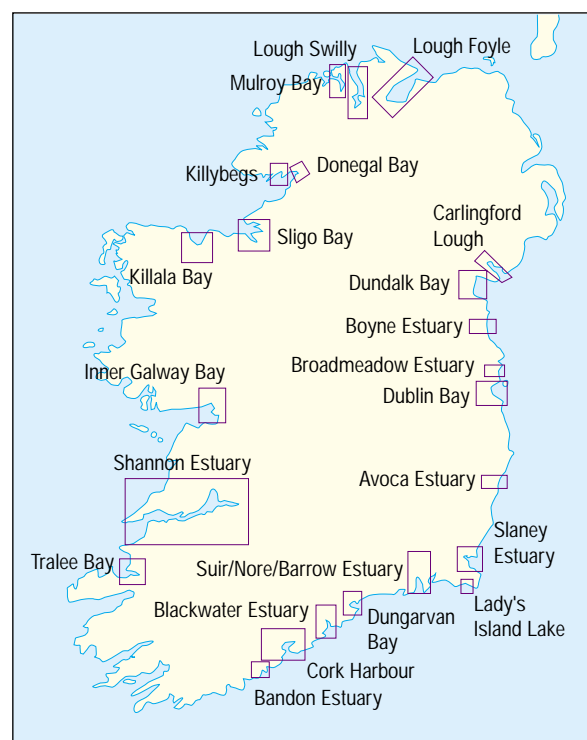 Lough Swilly
Lough Foyle
Mulroy Bay
Killybegs
Donegal Bay
Carlingford
Lough
Sligo Bay
Killala Bay
Dundalk Bay
Boyne Estuary
Broadmeadow Estuary
Inner Galway Bay
Dublin Bay
Shannon Estuary
Avoca Estuary
Slaney
Estuary
Tralee Bay
Suir/Nore/Barrow Estuary
Blackwater Estuary
Dungarvan
Bay
Lady's
Island Lake
Cork Harbour
Bandon Estuary